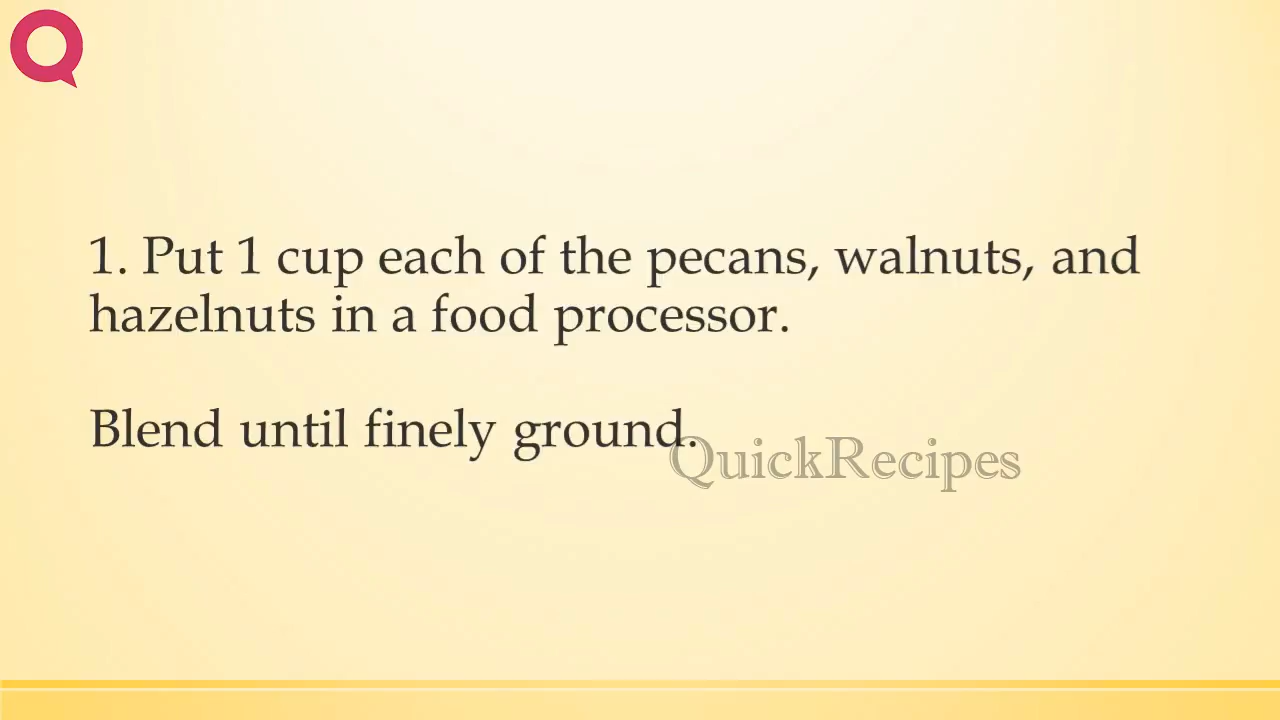 1. Put 1 cup each of the pecans, walnuts, and
hazelnuts in a food processor.
Blend until finely ground.
QuickRecipes